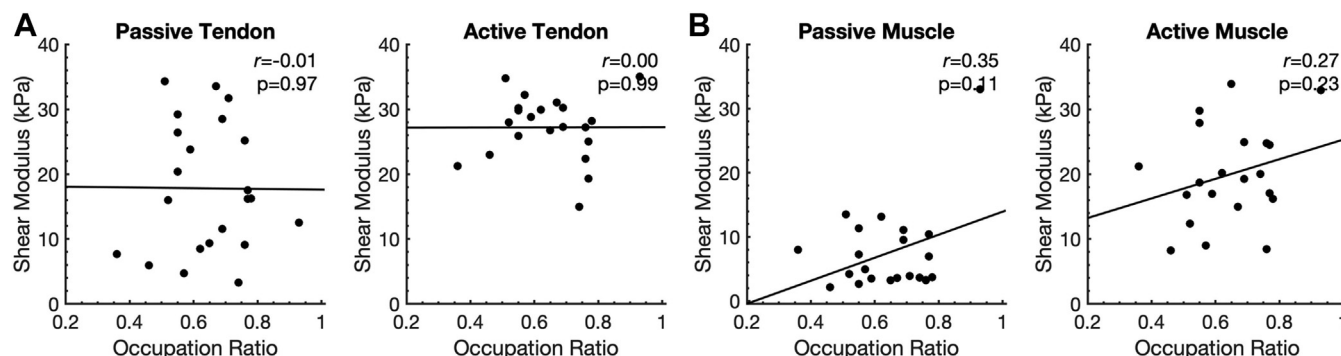 A
Passive Tendon
r=-0.01
p=0.97
Shear Modulus (kPa)
40
30
20
10
0
0.2 0.4 0.6 0.8 1
Occupation Ratio
Active Tendon
r=0.00
p=0.99
Shear Modulus (kPa)
40
30
20
10
0
0.2 0.4 0.6 0.8 1
Occupation Ratio
B
Passive Muscle
r=0.35
p=0.11
Shear Modulus (kPa)
40
30
20
10
0
0.2 0.4 0.6 0.8 1
Occupation Ratio
Active Muscle
r=0.27
p=0.23
Shear Modulus (kPa)
40
30
20
10
0
0.2 0.4 0.6 0.8 1
Occupation Ratio